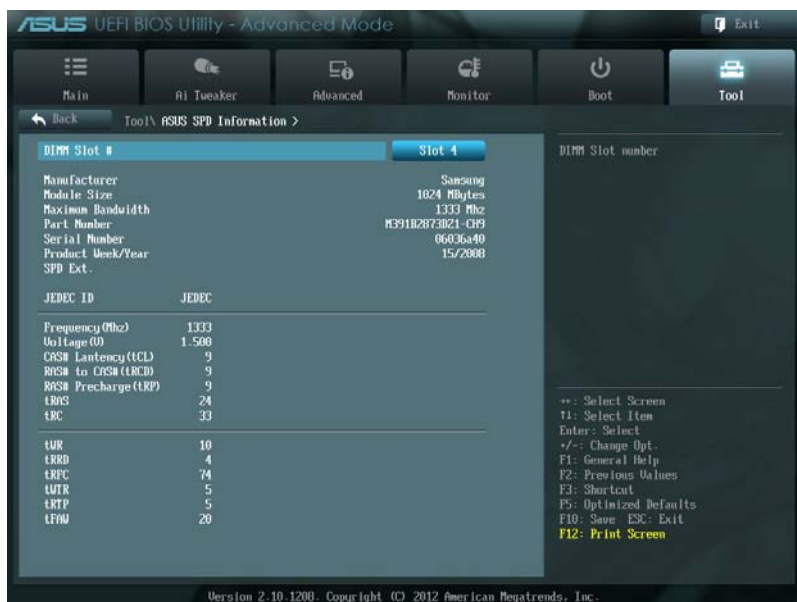 ASUS UEFI BIOS Utility - Advanced Mode
Exit
Main
Ai Tweaker
Advanced
Monitor
Boot
Tool
Back
Tool\ ASUS SPD Information >
DIMM Slot # Slot 4
Manufacturer Samsung
Module Size 1024 MBytes
Maximum Bandwidth 1333 Mhz
Part Number M391B2873DZ1-CH9
Serial Number 06036a40
Product Week/Year 15/2008
SPD Ext.
JEDEC ID JEDEC
Frequency(Mhz) 1333
Voltage(V) 1.500
CAS# Lantency(tCL) 9
RAS# to CAS#(tRCD) 9
RAS# Precharge(tRP) 9
tRAS 24
tRC 33
tWR 10
tRRD 4
tRFC 74
tWTR 5
tRTP 5
tFAW 20
DIMM Slot number
→←: Select Screen
↑↓: Select Item
Enter: Select
+/-: Change Opt.
F1: General Help
F2: Previous Values
F3: Shortcut
F5: Optimized Defaults
F10: Save ESC: Exit
F12: Print Screen
Version 2.10.1208. Copyright (C) 2012 American Megatrends, Inc.